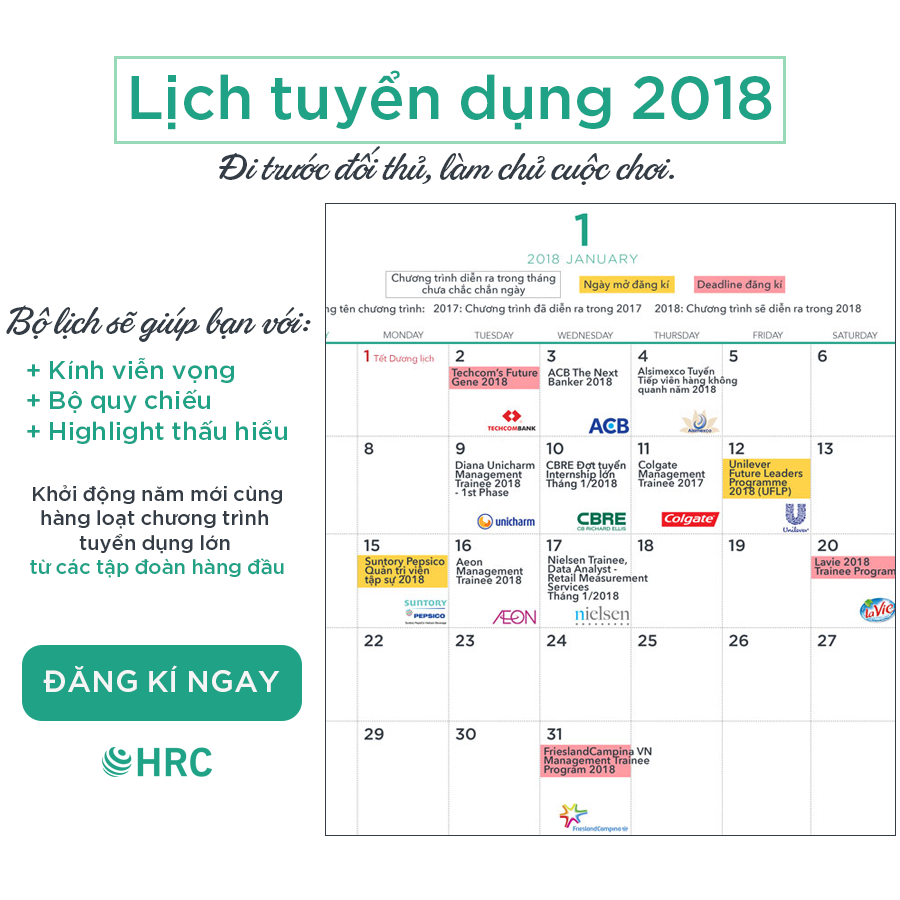 Lịch tuyển dụng 2018
Đi trước đối thủ, làm chủ cuộc chơi.
Bộ lịch sẽ giúp bạn với:
+ Kính viễn vọng
+ Bộ quy chiếu
+ Highlight thấu hiểu
Khởi động năm mới cùng
hàng loạt chương trình
tuyển dụng lớn
từ các tập đoàn hàng đầu
ĐĂNG KÍ NGAY
HRC
1
2018 JANUARY
Chương trình diễn ra trong tháng
chưa chắc chắn ngày
Ngày mở đăng kí
Deadline đăng kí
tên chương trình: 2017: Chương trình đã diễn ra trong 2017 2018: Chương trình sẽ diễn ra trong 2018
MONDAY TUESDAY WEDNESDAY THURSDAY FRIDAY SATURDAY
1 Tết Dương lịch
2
Techcom's Future
Gene 2018
TECHCOMBANK
3
ACB The Next
Banker 2018
ACB
4
Alsimexco Tuyển
Tiếp viên hàng không
quanh năm 2018
Alsimexco
5
6
8
9
Diana Unicharm
Management
Trainee 2018
- 1st Phase
unicharm
10
CBRE Đợt tuyển
Internship lớn
Tháng 1/2018
CBRE
CB RICHARD ELLIS
11
Colgate
Management
Trainee 2017
Colgate
12
Unilever
Future Leaders
Programme
2018 (UFLP)
Unilever
13
15
Suntory Pepsico
Quản trị viên
tập sự 2018
SUNTORY
PEPSICO
16
Aeon
Management
Trainee 2018
ÆON
17
Nielsen Trainee,
Data Analyst -
Retail Measurement
Services
Tháng 1/2018
nielsen
18
19
20
Lavie 2018
Trainee Program
LaVie
22
23
24
25
26
27
29
30
31
FrieslandCampina VN
Management Trainee
Program 2018
FrieslandCampina